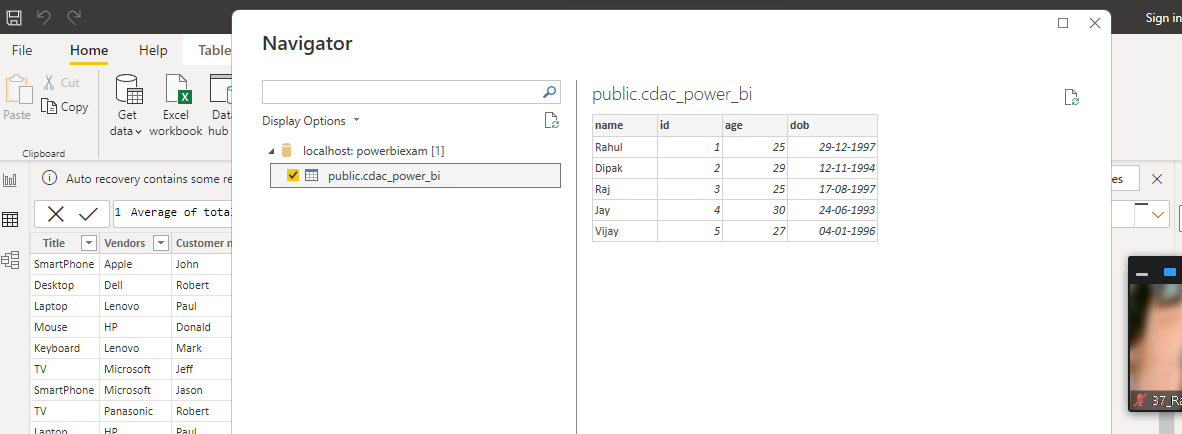 Sign in
Navigator
File Home Help Table
Paste
Cut
Copy
Clipboard
Get
data
Excel
workbook
hub
Auto recovery contains some
1 Average of
Title Vendors Customer
SmartPhone Apple John
Desktop Dell Robert
Laptop Lenovo Paul
Mouse HP Donald
Keyboard Lenovo Mark
TV Microsoft Jeff
SmartPhone Microsoft Jason
TV Panasonic Robert
Laptop HP Paul
Display Options
localhost: powerbiexam [1]
public.cdac_power_bi
public.cdac_power_bi
name id age dob
Rahul 1 25 29-12-1997
Dipak 2 29 12-11-1994
Raj 3 25 17-08-1997
Jay 4 30 24-06-1993
Vijay 5 27 04-01-1996